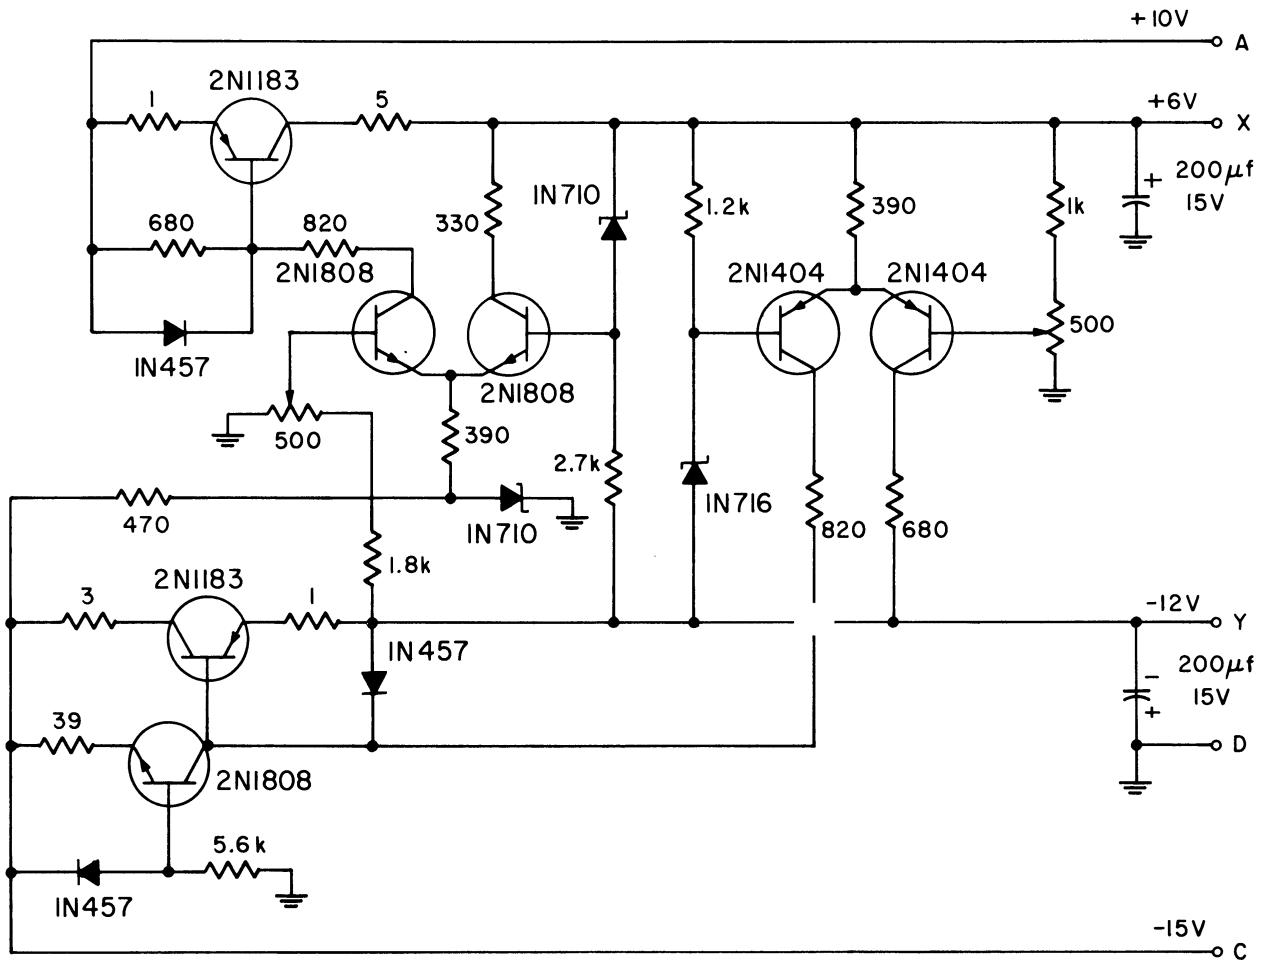 +10V
A
2N1183
1
5
+6V
X
200μf
15V
+
IN710
1.2k
390
1k
680
820
330
2N1808
2N1404
2N1404
500
IN457
2N1808
500
390
2.7k
IN716
470
IN710
820
680
1.8k
2N1183
3
1
-12V
Y
IN457
200μf
15V
−
+
39
D
2N1808
5.6k
IN457
-15V
C